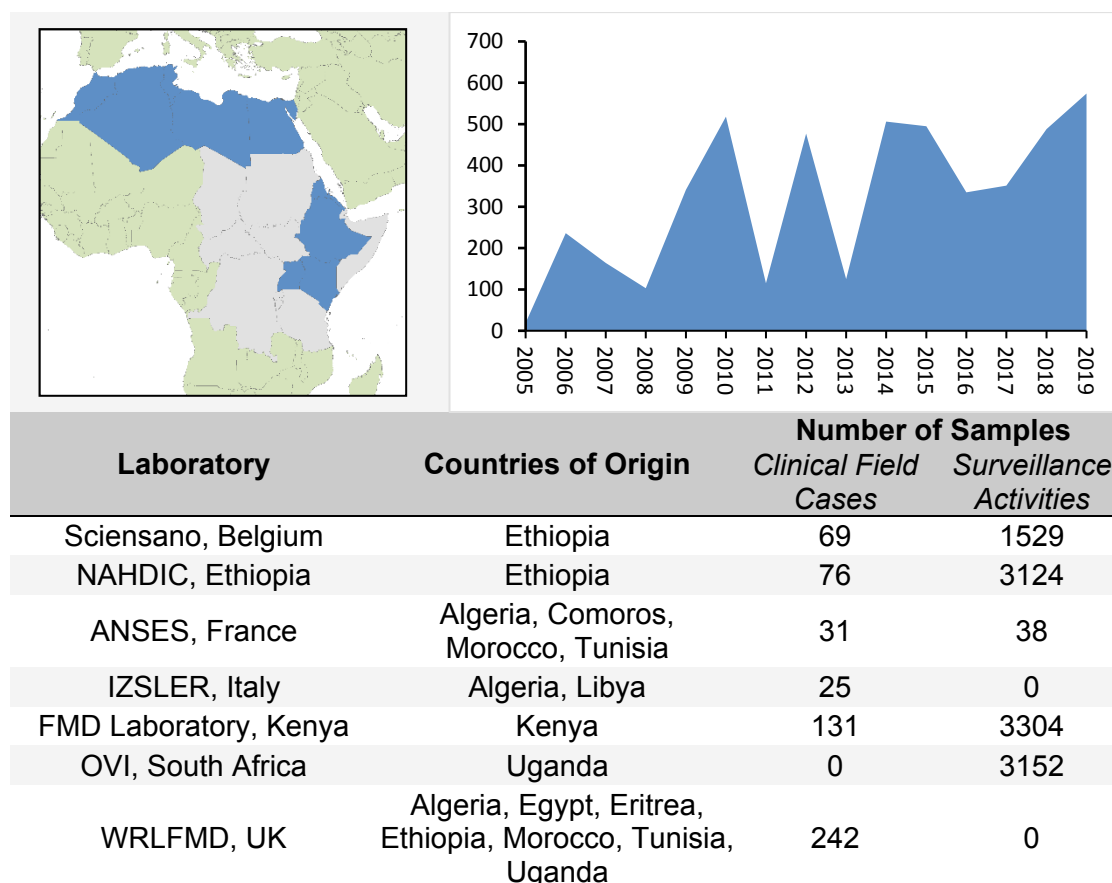 700
600
500
400
300
200
100
0
2005
2006
2007
2008
2009
2010
2011
2012
2013
2014
2015
2016
2017
2018
2019
Number of Samples
Laboratory Countries of Origin Clinical Field Surveillance
Cases Activities
Sciensano, Belgium Ethiopia 69 1529
NAHDIC, Ethiopia Ethiopia 76 3124
ANSES, France Algeria, Comoros, 31 38
Morocco, Tunisia
IZSLER, Italy Algeria, Libya 25 0
FMD Laboratory, Kenya Kenya 131 3304
OVI, South Africa Uganda 0 3152
Algeria, Egypt, Eritrea,
WRLFMD, UK Ethiopia, Morocco, Tunisia, 242 0
Uganda